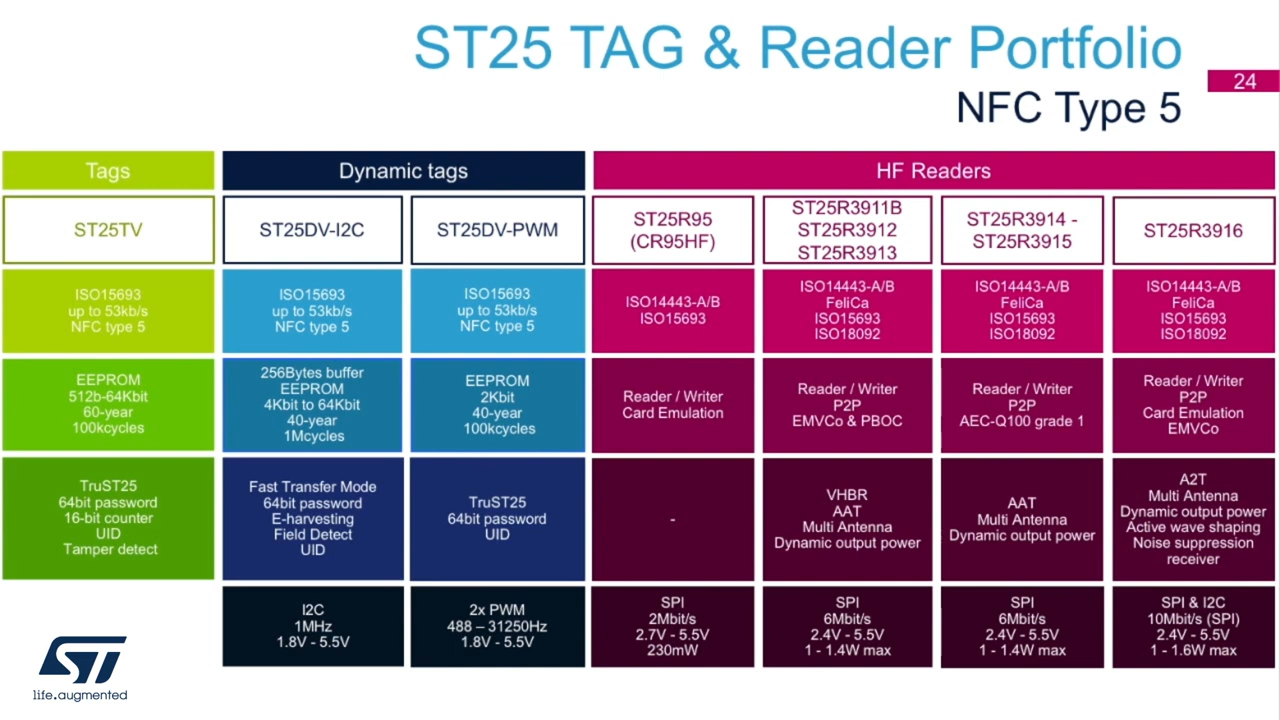 ST25 TAG & Reader Portfolio
24
NFC Type 5
Tags
Dynamic tags
HF Readers
ST25TV
ST25DV-I2C
ST25DV-PWM
ST25R95
(CR95HF)
ST25R3911B
ST25R3912
ST25R3913
ST25R3914 -
ST25R3915
ST25R3916
ISO15693
up to 53kb/s
NFC type 5
ISO15693
up to 53kb/s
NFC type 5
ISO15693
up to 53kb/s
NFC type 5
ISO14443-A/B
ISO15693
ISO14443-A/B
FeliCa
ISO15693
ISO18092
ISO14443-A/B
FeliCa
ISO15693
ISO18092
ISO14443-A/B
FeliCa
ISO15693
ISO18092
EEPROM
512b-64Kbit
60-year
100kcycles
256Bytes buffer
EEPROM
4Kbit to 64Kbit
40-year
1Mcycles
EEPROM
2Kbit
40-year
100kcycles
Reader / Writer
Card Emulation
Reader / Writer
P2P
EMVCo & PBOC
Reader / Writer
P2P
AEC-Q100 grade 1
Reader / Writer
P2P
Card Emulation
EMVCo
TruST25
64bit password
16-bit counter
UID
Tamper detect
Fast Transfer Mode
64bit password
E-harvesting
Field Detect
UID
TruST25
64bit password
UID
-
VHBR
AAT
Multi Antenna
Dynamic output power
AAT
Multi Antenna
Dynamic output power
A2T
Multi Antenna
Dynamic output power
Active wave shaping
Noise suppression
receiver
I2C
1MHz
1.8V - 5.5V
2x PWM
488 – 31250Hz
1.8V - 5.5V
SPI
2Mbit/s
2.7V - 5.5V
230mW
SPI
6Mbit/s
2.4V - 5.5V
1 - 1.4W max
SPI
6Mbit/s
2.4V - 5.5V
1 - 1.4W max
SPI & I2C
10Mbit/s (SPI)
2.4V - 5.5V
1 - 1.6W max
ST
life.augmented